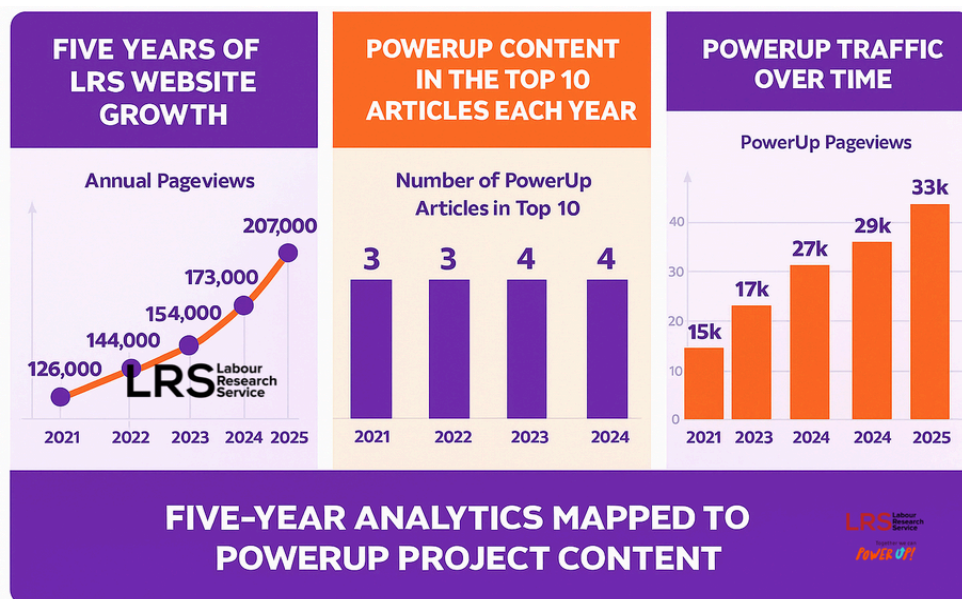 FIVE YEARS OF
LRS WEBSITE
GROWTH
Annual Pageviews
207,000
173,000
154,000
144,000
126,000
LRS Labour
Research
Service
2021 2022 2023 2024 2025
POWERUP CONTENT
IN THE TOP 10
ARTICLES EACH YEAR
Number of PowerUp
Articles in Top 10
3 3 4 4
2021 2022 2023 2024
POWERUP TRAFFIC
OVER TIME
PowerUp Pageviews
33k
29k
27k
17k
15k
40
30
20
10
0
2021 2023 2024 2024 2025
FIVE-YEAR ANALYTICS MAPPED TO
POWERUP PROJECT CONTENT
LRS Labour
Research
Service
Together we can
POWER UP!